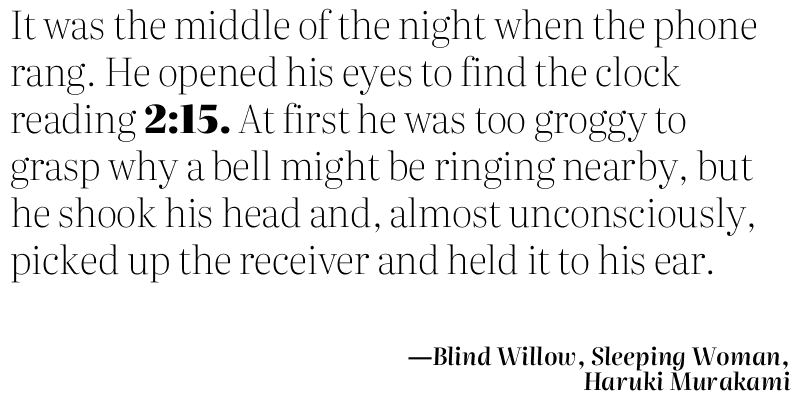 It was the middle of the night when the phone
rang. He opened his eyes to find the clock
reading 2:15. At first he was too groggy to
grasp why a bell might be ringing nearby, but
he shook his head and, almost unconsciously,
picked up the receiver and held it to his ear.
—Blind Willow, Sleeping Woman,
Haruki Murakami